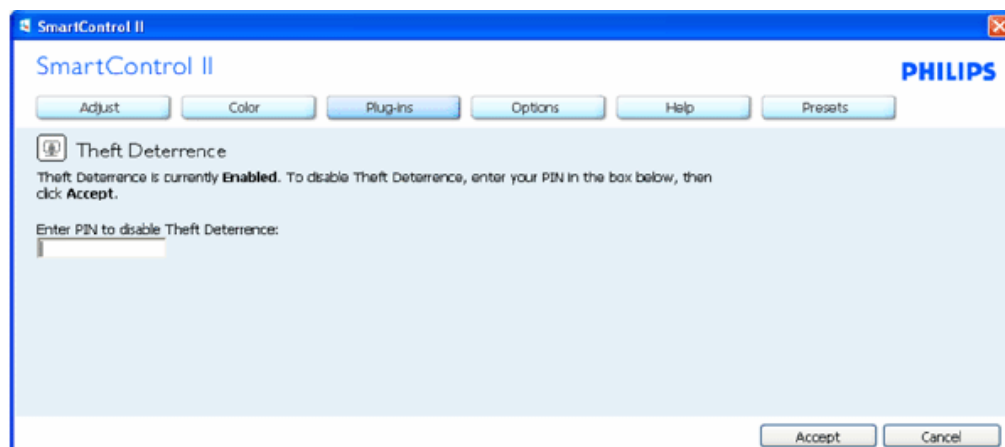 SmartControl II
SmartControl II
PHILIPS
Adjust Color Plug-ins Options Help Presets
Theft Deterrence
Theft Deterrence is currently Enabled. To disable Theft Deterrence, enter your PIN in the box below, then
click Accept.
Enter PIN to disable Theft Deterrence:
Accept Cancel